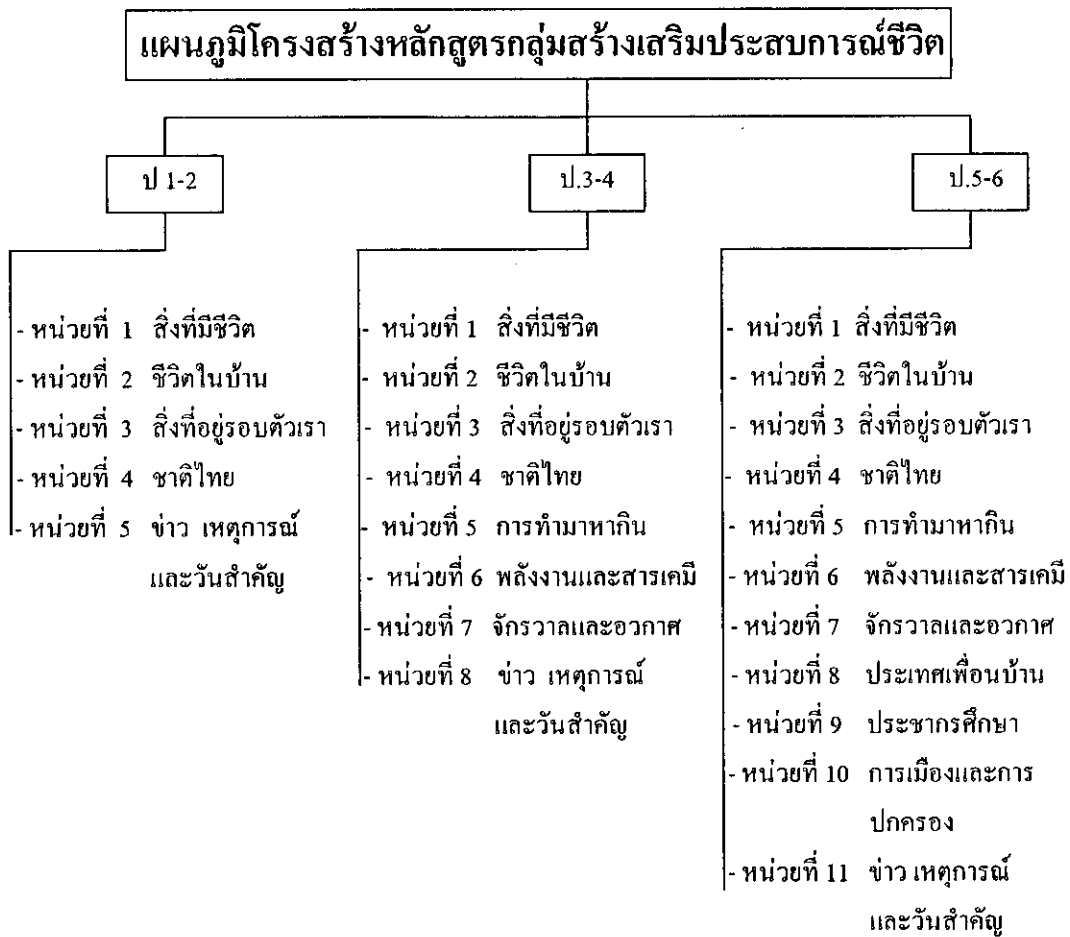 แผนภูมิโครงสร้างหลักสูตรกลุ่มสร้างเสริมประสบการณ์ชีวิต
ป 1-2
- หน่วยที่ 1 สิ่งที่มีชีวิต
- หน่วยที่ 2 ชีวิตในบ้าน
- หน่วยที่ 3 สิ่งที่อยู่รอบตัวเรา
- หน่วยที่ 4 ชาติไทย
- หน่วยที่ 5 ข่าว เหตุการณ์
และวันสำคัญ
ป.3-4
- หน่วยที่ 1 สิ่งที่มีชีวิต
- หน่วยที่ 2 ชีวิตในบ้าน
- หน่วยที่ 3 สิ่งที่อยู่รอบตัวเรา
- หน่วยที่ 4 ชาติไทย
- หน่วยที่ 5 การทำมาหากิน
- หน่วยที่ 6 พลังงานและสารเคมี
- หน่วยที่ 7 จักรวาลและอวกาศ
- หน่วยที่ 8 ข่าว เหตุการณ์
และวันสำคัญ
ป.5-6
- หน่วยที่ 1 สิ่งที่มีชีวิต
- หน่วยที่ 2 ชีวิตในบ้าน
- หน่วยที่ 3 สิ่งที่อยู่รอบตัวเรา
- หน่วยที่ 4 ชาติไทย
- หน่วยที่ 5 การทำมาหากิน
- หน่วยที่ 6 พลังงานและสารเคมี
- หน่วยที่ 7 จักรวาลและอวกาศ
- หน่วยที่ 8 ประเทศเพื่อนบ้าน
- หน่วยที่ 9 ประชากรศึกษา
- หน่วยที่ 10 การเมืองและการ
ปกครอง
- หน่วยที่ 11 ข่าว เหตุการณ์
และวันสำคัญ